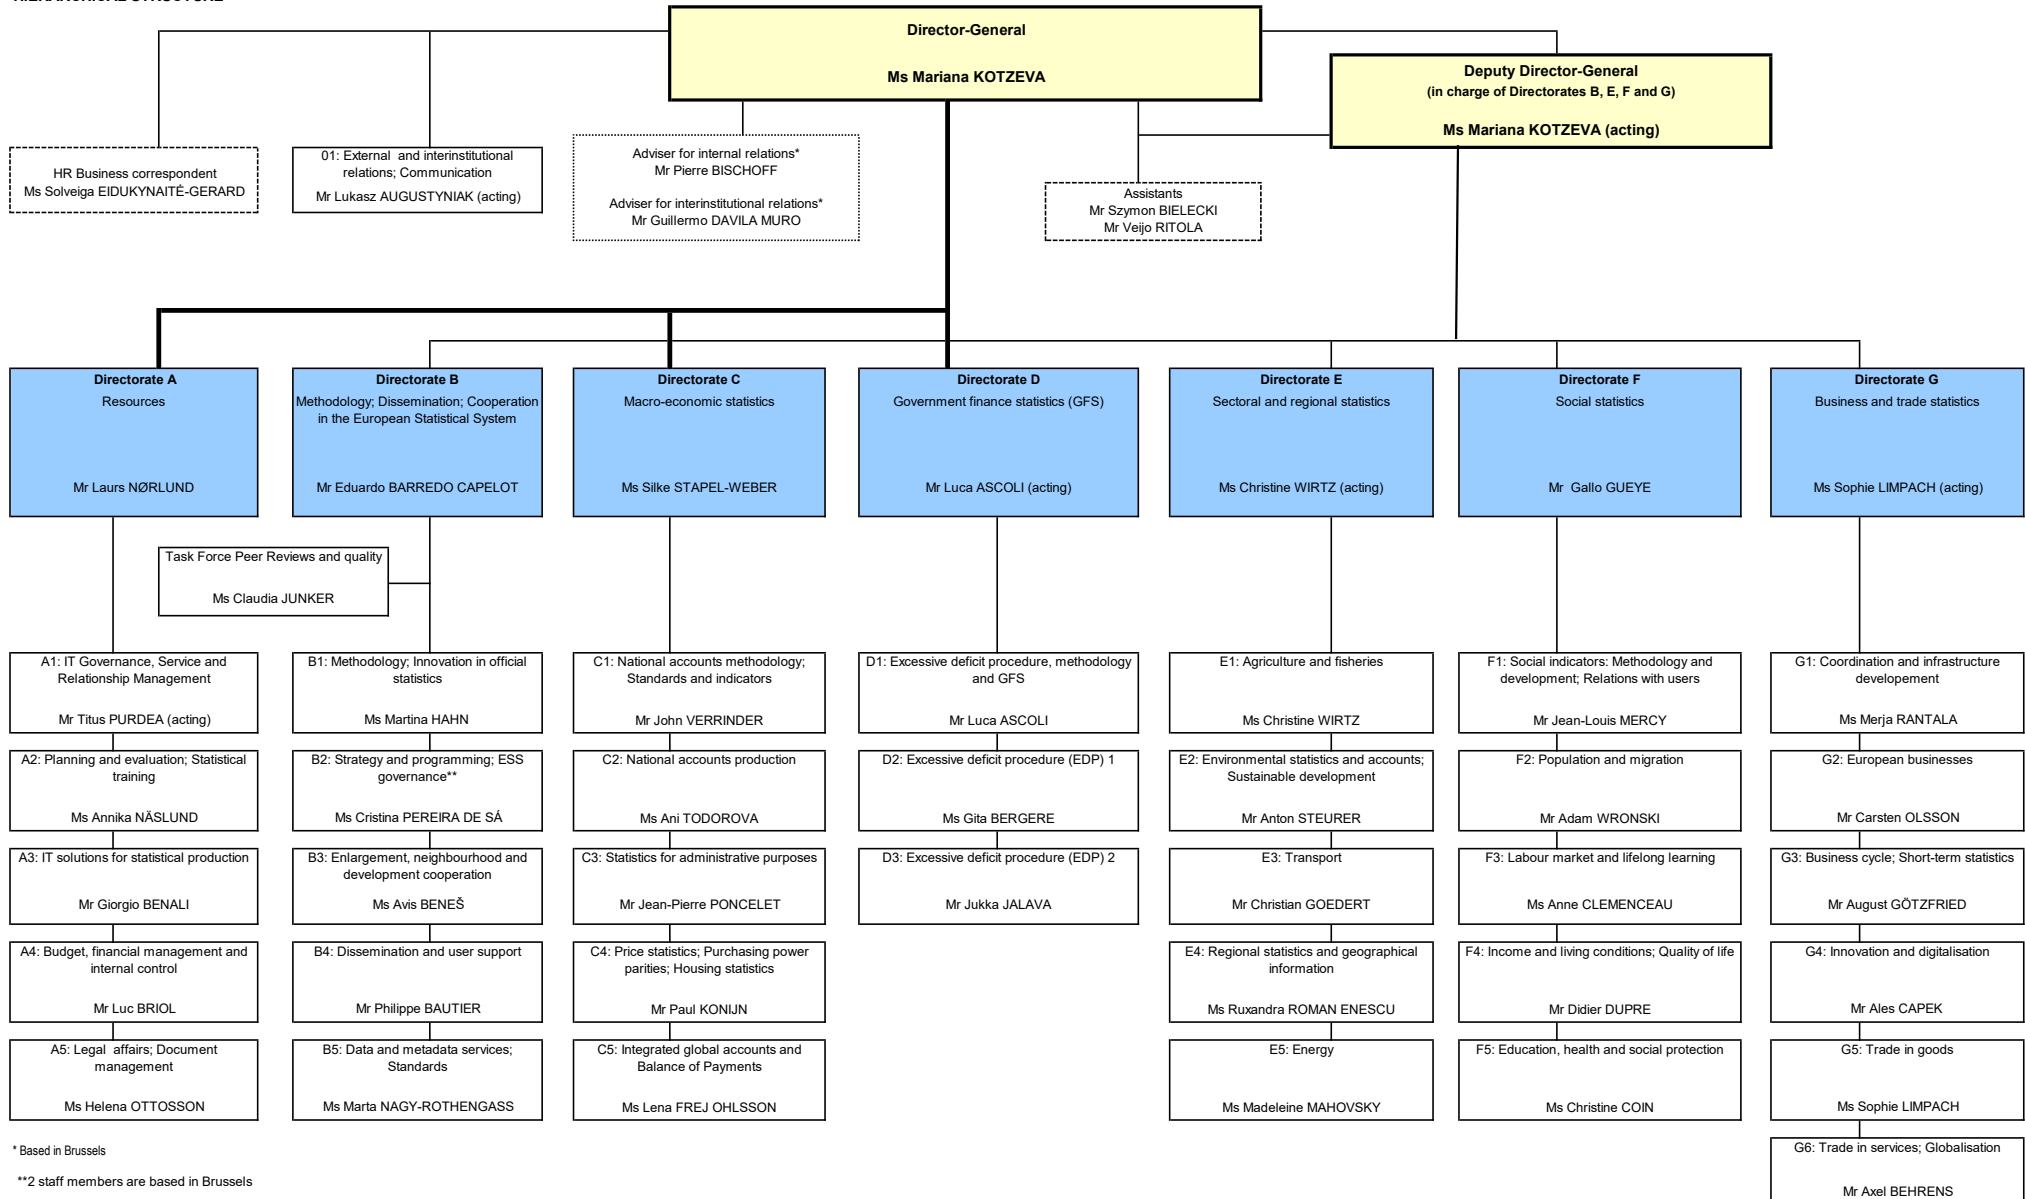 HIERARCHICAL STRUCTURE
Director-General
Ms Mariana KOTZEVA
Deputy Director-General
(in charge of Directorates B, E, F and G)
Ms Mariana KOTZEVA (acting)
HR Business correspondent
Ms Solveiga EIDUKYNAITÉ-GERARD
01: External and interinstitutional
relations; Communication
Mr Lukasz AUGUSTYNIAK (acting)
Adviser for internal relations*
Mr Pierre BISCHOFF
Adviser for interinstitutional relations*
Mr Guillermo DAVILA MURO
Assistants
Mr Szymon BIELECKI
Mr Veijo RITOLA
Directorate A
Resources
Mr Laurs NØRLUND
Directorate B
Methodology; Dissemination; Cooperation
in the European Statistical System
Mr Eduardo BARREDO CAPELOT
Directorate C
Macro-economic statistics
Ms Silke STAPEL-WEBER
Directorate D
Government finance statistics (GFS)
Mr Luca ASCOLI (acting)
Directorate E
Sectoral and regional statistics
Ms Christine WIRTZ (acting)
Directorate F
Social statistics
Mr Gallo GUEYE
Directorate G
Business and trade statistics
Ms Sophie LIMPACH (acting)
Task Force Peer Reviews and quality
Ms Claudia JUNKER
A1: IT Governance, Service and
Relationship Management
Mr Titus PURDEA (acting)
B1: Methodology; Innovation in official
statistics
Ms Martina HAHN
C1: National accounts methodology;
Standards and indicators
Mr John VERRINDER
D1: Excessive deficit procedure, methodology
and GFS
Mr Luca ASCOLI
E1: Agriculture and fisheries
Ms Christine WIRTZ
F1: Social indicators: Methodology and
development; Relations with users
Mr Jean-Louis MERCY
G1: Coordination and infrastructure
developement
Ms Merja RANTALA
A2: Planning and evaluation; Statistical
training
Ms Annika NÄSLUND
B2: Strategy and programming; ESS
governance**
Ms Cristina PEREIRA DE SÁ
C2: National accounts production
Ms Ani TODOROVA
D2: Excessive deficit procedure (EDP) 1
Ms Gita BERGERE
E2: Environmental statistics and accounts;
Sustainable development
Mr Anton STEURER
F2: Population and migration
Mr Adam WRONSKI
G2: European businesses
Mr Carsten OLSSON
A3: IT solutions for statistical production
Mr Giorgio BENALI
B3: Enlargement, neighbourhood and
development cooperation
Ms Avis BENEŠ
C3: Statistics for administrative purposes
Mr Jean-Pierre PONCELET
D3: Excessive deficit procedure (EDP) 2
Mr Jukka JALAVA
E3: Transport
Mr Christian GOEDERT
F3: Labour market and lifelong learning
Ms Anne CLEMENCEAU
G3: Business cycle; Short-term statistics
Mr August GÖTZFRIED
A4: Budget, financial management and
internal control
Mr Luc BRIOL
B4: Dissemination and user support
Mr Philippe BAUTIER
C4: Price statistics; Purchasing power
parities; Housing statistics
Mr Paul KONIJN
E4: Regional statistics and geographical
information
Ms Ruxandra ROMAN ENESCU
F4: Income and living conditions; Quality of life
Mr Didier DUPRE
G4: Innovation and digitalisation
Mr Ales CAPEK
A5: Legal affairs; Document
management
Ms Helena OTTOSSON
B5: Data and metadata services;
Standards
Ms Marta NAGY-ROTHENGASS
C5: Integrated global accounts and
Balance of Payments
Ms Lena FREJ OHLSSON
E5: Energy
Ms Madeleine MAHOVSKY
F5: Education, health and social protection
Ms Christine COIN
G5: Trade in goods
Ms Sophie LIMPACH
G6: Trade in services; Globalisation
Mr Axel BEHRENS
* Based in Brussels
**2 staff members are based in Brussels